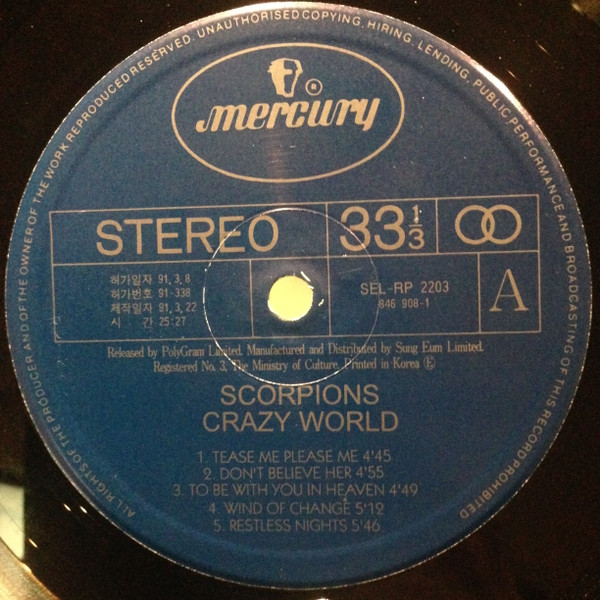 ALL RIGHTS OF THE PRODUCER AND OF THE OWNER OF THE WORK REPRODUCED RESERVED. UNAUTHORISED COPYING, HIRING, LENDING, PUBLIC PERFORMANCE AND BROADCASTING OF THIS RECORD PROHIBITED
®
mercury
STEREO
33 1/3
허가일자 91.3.8
허가번호 91-338
제작일자 91.3.22
시 간 25:27
SEL-RP 2203
846 908-1
A
Released by PolyGram Limited. Manufactured and Distributed by Sung Eum Limited.
Registered No. 3, The Ministry of Culture. Printed in Korea Ⓔ
SCORPIONS
CRAZY WORLD
1. TEASE ME PLEASE ME 4'45
2. DON'T BELIEVE HER 4'55
3. TO BE WITH YOU IN HEAVEN 4'49
4. WIND OF CHANGE 5'12
5. RESTLESS NIGHTS 5'46